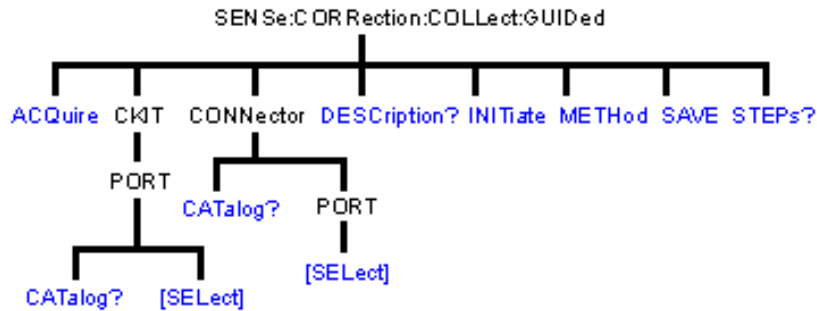 SENSe:CORRection:COLLect:GUIDed
ACQuire CKIT CONNector DESCription? INITiate METHod SAVE STEPs?
PORT
CATalog? PORT
[SELect]
CATalog? [SELect]